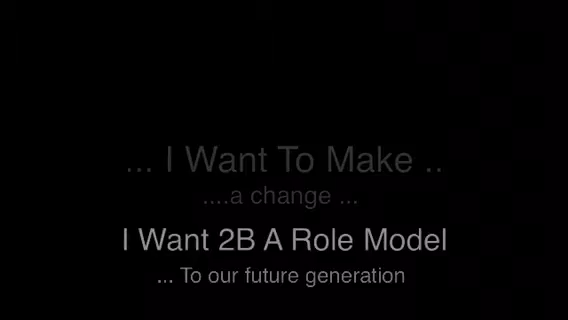 ... I Want To Make ..
....a change ...
I Want 2B A Role Model
... To our future generation